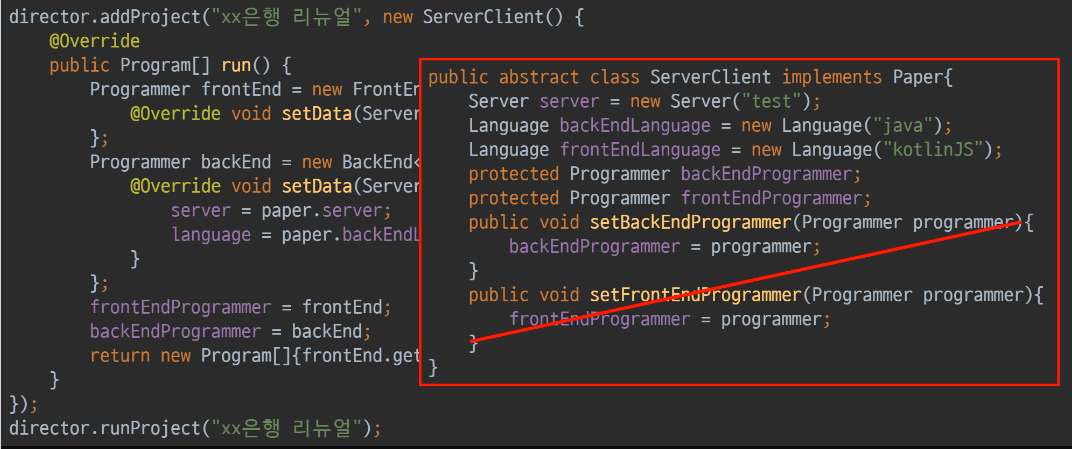 director.addProject("xx은행 리뉴얼", new ServerClient() {
@Override
public Program[] run() {
Programmer frontEnd = new FrontEn
@Override void setData(Server
};
Programmer backEnd = new BackEnd<
@Override void setData(Server
server = paper.server;
language = paper.backEndL
}
};
frontEndProgrammer = frontEnd;
backEndProgrammer = backEnd;
return new Program[]{frontEnd.get
}
});
director.runProject("xx은행 리뉴얼");
public abstract class ServerClient implements Paper{
Server server = new Server("test");
Language backEndLanguage = new Language("java");
Language frontEndLanguage = new Language("kotlinJS");
protected Programmer backEndProgrammer;
protected Programmer frontEndProgrammer;
public void setBackEndProgrammer(Programmer programmer){
backEndProgrammer = programmer;
}
public void setFrontEndProgrammer(Programmer programmer){
frontEndProgrammer = programmer;
}
}